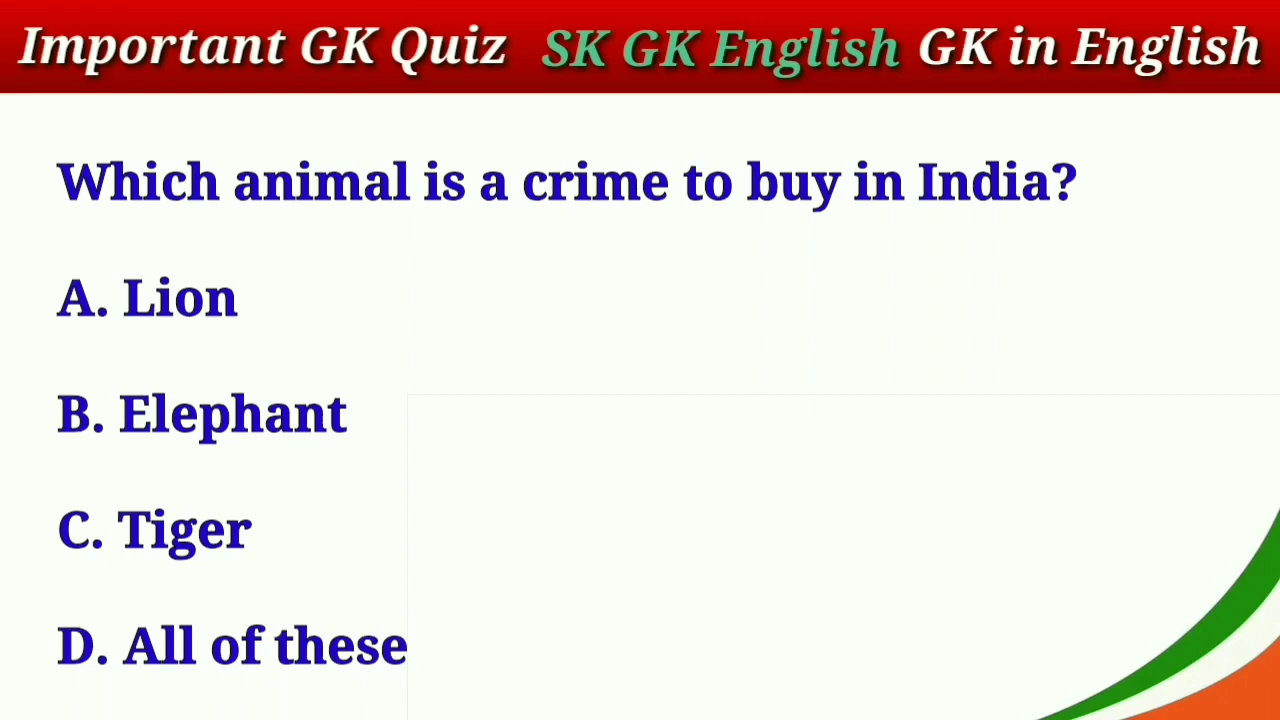 Important GK Quiz SK GK English GK in English
Which animal is a crime to buy in India?
A. Lion
B. Elephant
C. Tiger
D. All of these